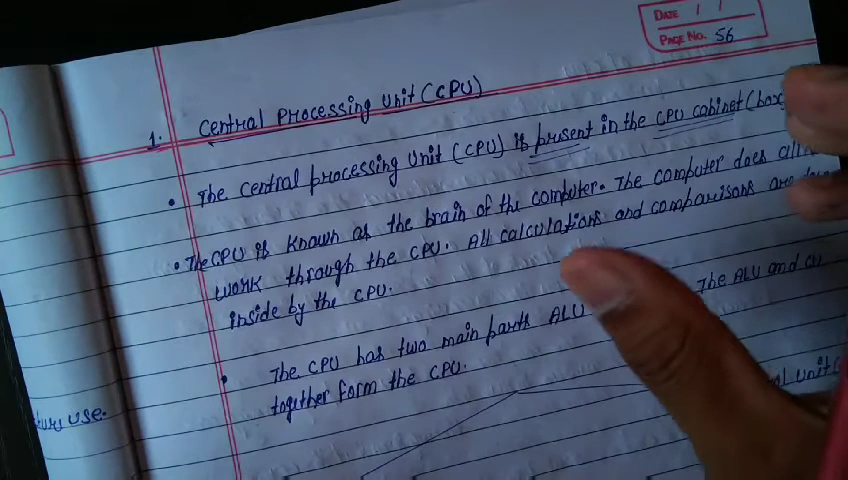 DATE / /
PAGE NO. 56
1. Central Processing Unit (CPU)
• The central processing Unit (CPU) is present in the CPU cabinet (box
• The CPU is known as the brain of the computer. The computer does all
work through the CPU. All calculations and comparisons are
inside by the CPU.
• The CPU has two main parts ALU The ALU and CU
together form the CPU.
use.
Unit (